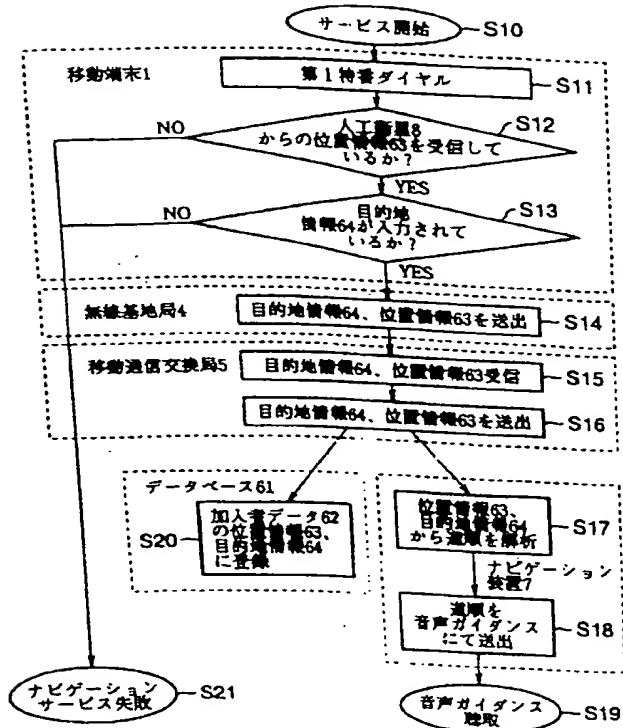 サービス開始
S10
移動端末1
第1特番ダイヤル
S11
NO
人工衛星8
からの位置情報63を受信して
いるか？
S12
YES
NO
目的地
情報64が入力されて
いるか？
S13
YES
無線基地局4
目的地情報64、位置情報63を送出
S14
移動通信交換局5
目的地情報64、位置情報63受信
S15
目的地情報64、位置情報63を送出
S16
データベース61
S20
加入者データ62
の位置情報63、
目的地情報64
に登録
位置情報63、
目的地情報64
から道順を解析
S17
ナビゲーション
装置7
道順を
音声ガイダンス
にて送出
S18
ナビゲーション
サービス失敗
S21
音声ガイダンス
聴取
S19